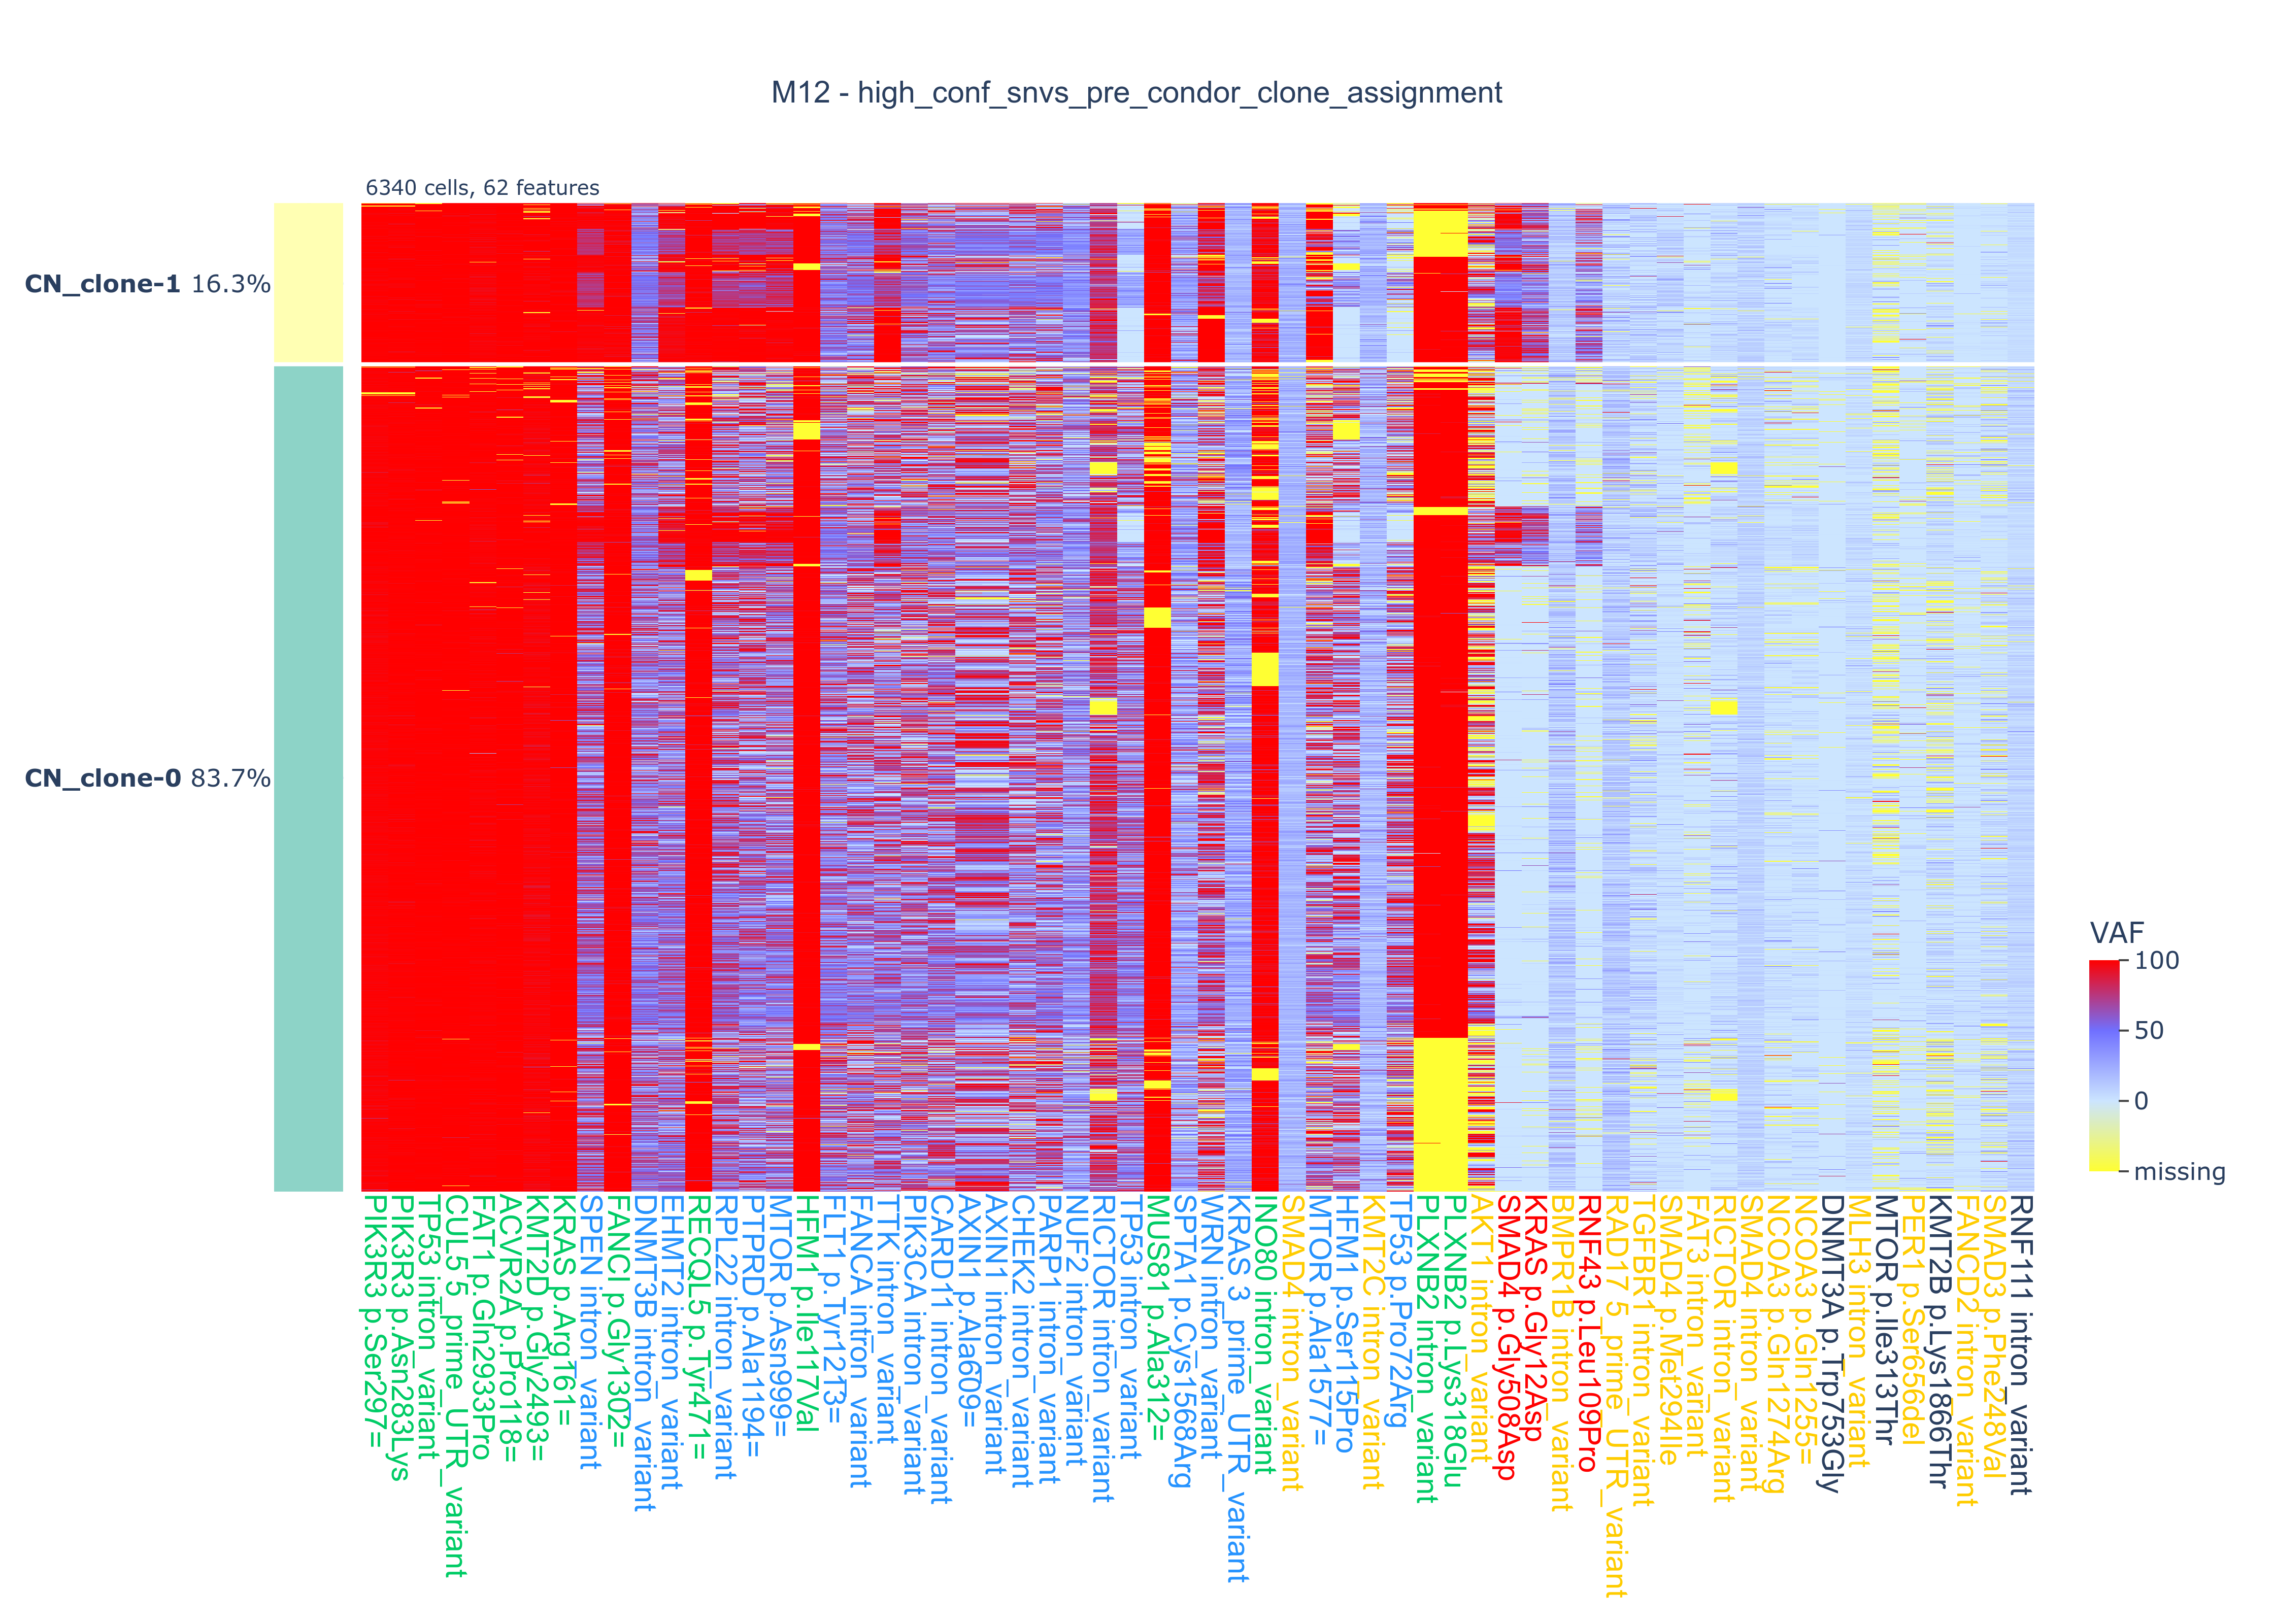 M12 - high_conf_snvs_pre_condor_clone_assignment
6340 cells, 62 features
CN_clone-1 16.3%
CN_clone-0 83.7%
VAF
100
50
0
missing
PIK3R3 p.Ser297=
PIK3R3 p.Asn283Lys
TP53 intron_variant
CUL5 5_prime_UTR_variant
FAT1 p.Gln2933Pro
ACVR2A p.Pro118=
KMT2D p.Gly2493=
KRAS p.Arg161=
SPEN intron_variant
FANCI p.Gly1302=
DNMT3B intron_variant
EHMT2 intron_variant
RECQL5 p.Tyr471=
RPL22 intron_variant
PTPRD p.Ala1194=
MTOR p.Asn999=
HFM1 p.Ile117Val
FLT1 p.Tyr1213=
FANCA intron_variant
TTK intron_variant
PIK3CA intron_variant
CARD11 intron_variant
AXIN1 p.Ala609=
AXIN1 intron_variant
CHEK2 intron_variant
PARP1 intron_variant
NUF2 intron_variant
RICTOR intron_variant
TP53 intron_variant
MUS81 p.Ala312=
SPTA1 p.Cys1568Arg
WRN intron_variant
KRAS 3_prime_UTR_variant
INO80 intron_variant
SMAD4 intron_variant
MTOR p.Ala1577=
HFM1 p.Ser115Pro
KMT2C intron_variant
TP53 p.Pro72Arg
PLXNB2 intron_variant
PLXNB2 p.Lys318Glu
AKT1 intron_variant
SMAD4 p.Gly508Asp
KRAS p.Gly12Asp
BMPR1B intron_variant
RNF43 p.Leu109Pro
RAD17 5_prime_UTR_variant
TGFBR1 intron_variant
SMAD4 p.Met294Ile
FAT3 intron_variant
RICTOR intron_variant
SMAD4 intron_variant
NCOA3 p.Gln1274Arg
NCOA3 p.Gln1255=
DNMT3A p.Trp753Gly
MLH3 intron_variant
MTOR p.Ile313Thr
PER1 p.Ser656del
KMT2B p.Lys1866Thr
FANCD2 intron_variant
SMAD3 p.Phe248Val
RNF111 intron_variant